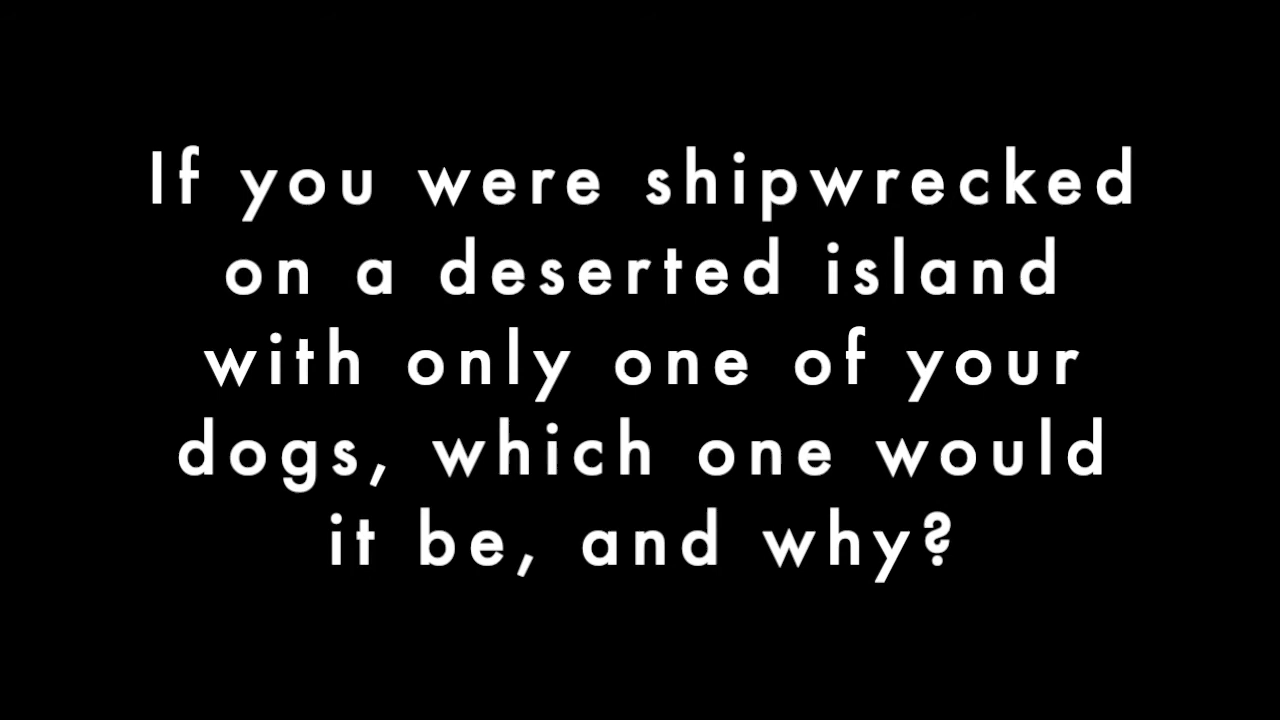 If you were shipwrecked
on a deserted island
with only one of your
dogs, which one would
it be, and why?